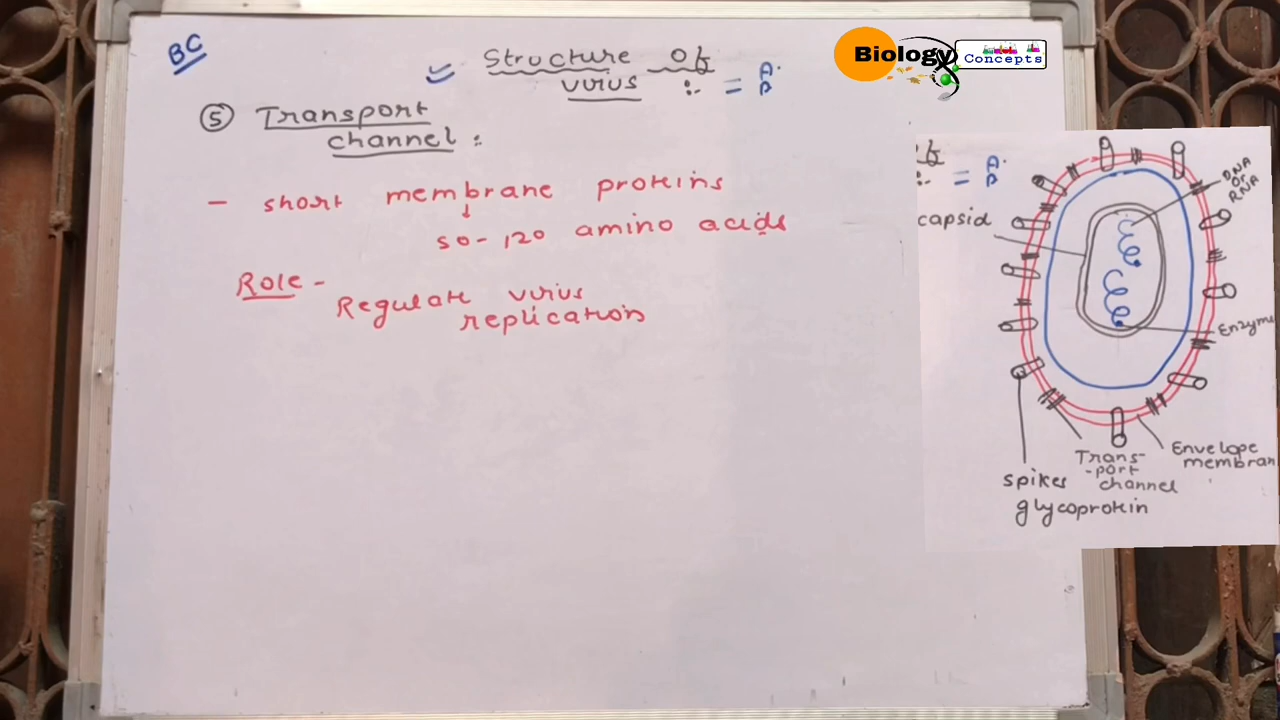 BC
Structure Of
virus :- = A.
B
Biology
Concepts
⑤ Transport
channel :
- short membrane proteins
↓
50-120 amino acids
Role -
Regulate virus
replication
:- = A.
B
DNA
or
RNA
capsid
Enzyme
Envelope
membran
Trans-
-port
channel
spikes
glycoprotein